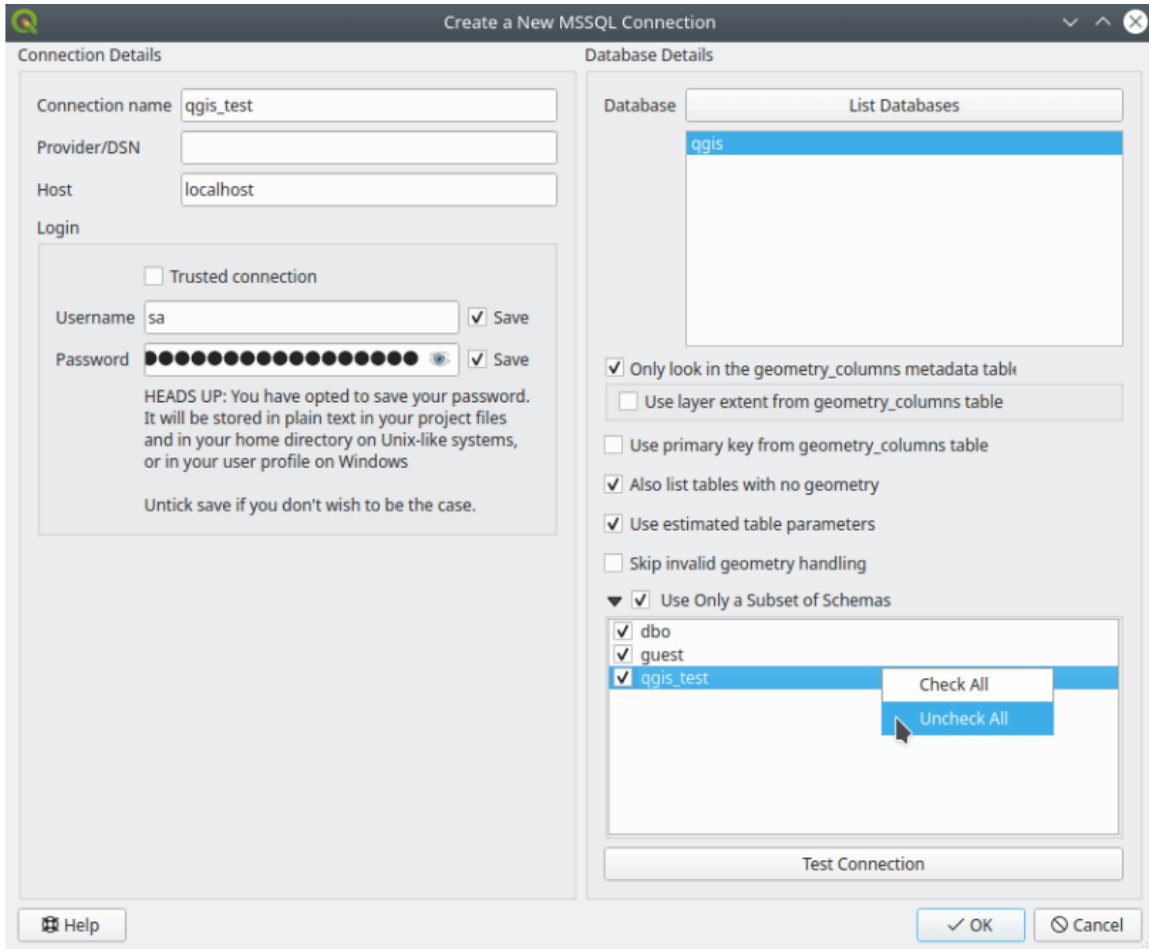 Create a New MSSQL Connection
Connection Details
Connection name qgis_test
Provider/DSN
Host localhost
Login
Trusted connection
Username sa Save
Password Save
HEADS UP: You have opted to save your password.
It will be stored in plain text in your project files
and in your home directory on Unix-like systems,
or in your user profile on Windows
Untick save if you don't wish to be the case.
Database Details
Database List Databases
qgis
Only look in the geometry_columns metadata table
Use layer extent from geometry_columns table
Use primary key from geometry_columns table
Also list tables with no geometry
Use estimated table parameters
Skip invalid geometry handling
Use Only a Subset of Schemas
dbo
guest
qgis_test
Check All
Uncheck All
Test Connection
Help
OK
Cancel